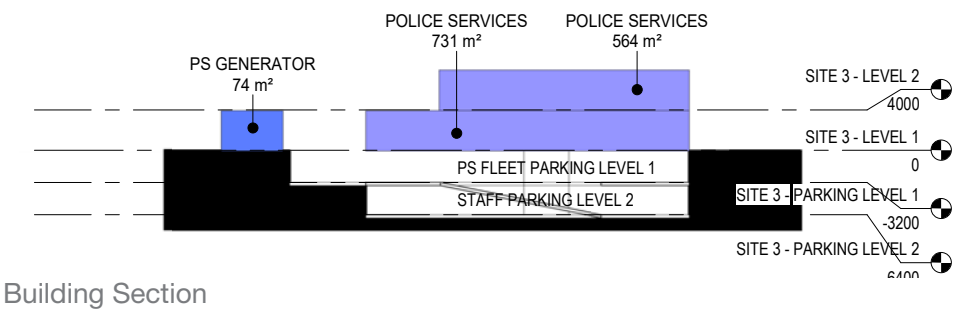 POLICE SERVICES
731 m²
POLICE SERVICES
564 m²
PS GENERATOR
74 m²
SITE 3 - LEVEL 2
4000
SITE 3 - LEVEL 1
0
PS FLEET PARKING LEVEL 1
STAFF PARKING LEVEL 2
SITE 3 - PARKING LEVEL 1
-3200
SITE 3 - PARKING LEVEL 2
-6400
Building Section